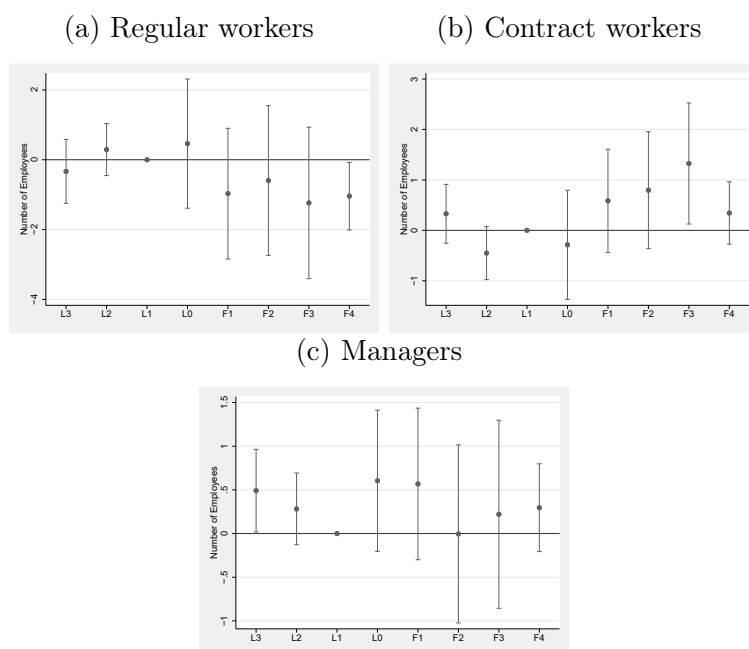 (a) Regular workers
Number of Employees
2
0
-2
-4
L3 L2 L1 L0 F1 F2 F3 F4
(b) Contract workers
Number of Employees
3
2
1
0
-1
L3 L2 L1 L0 F1 F2 F3 F4
(c) Managers
Number of Employees
1.5
1
.5
0
-.5
-1
L3 L2 L1 L0 F1 F2 F3 F4